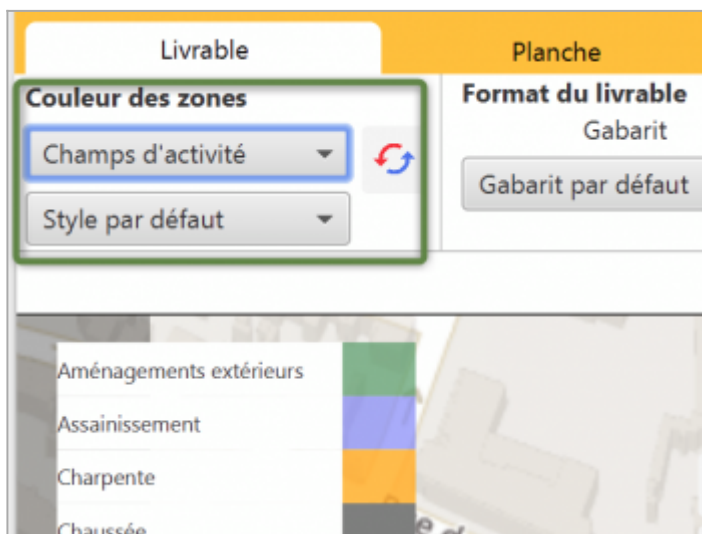 Livrable
Planche
Couleur des zones
Format du livrable
Gabarit
Champs d'activité
Gabarit par défaut
Style par défaut
Aménagements extérieurs
Assainissement
Charpente
Chaussée